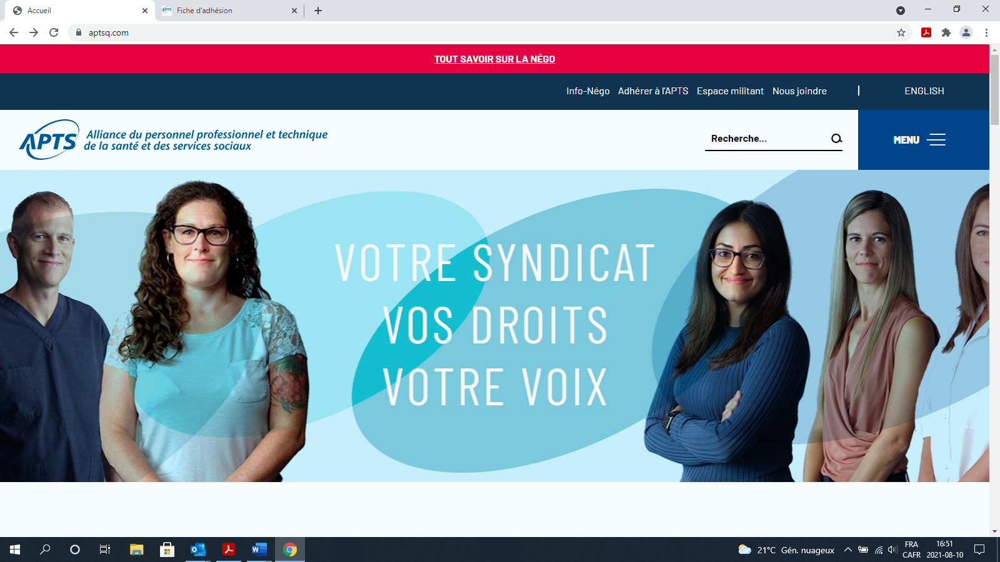 Accueil
Fiche d'adhésion
aptsq.com
TOUT SAVOIR SUR LA NÉGO
Info-Négo Adhérer à l'APTS Espace militant Nous joindre | ENGLISH
APTS Alliance du personnel professionnel et technique
de la santé et des services sociaux
Recherche...
MENU
VOTRE SYNDICAT
VOS DROITS
VOTRE VOIX
21°C Gén. nuageux
FRA
CAFR
16:51
2021-08-10